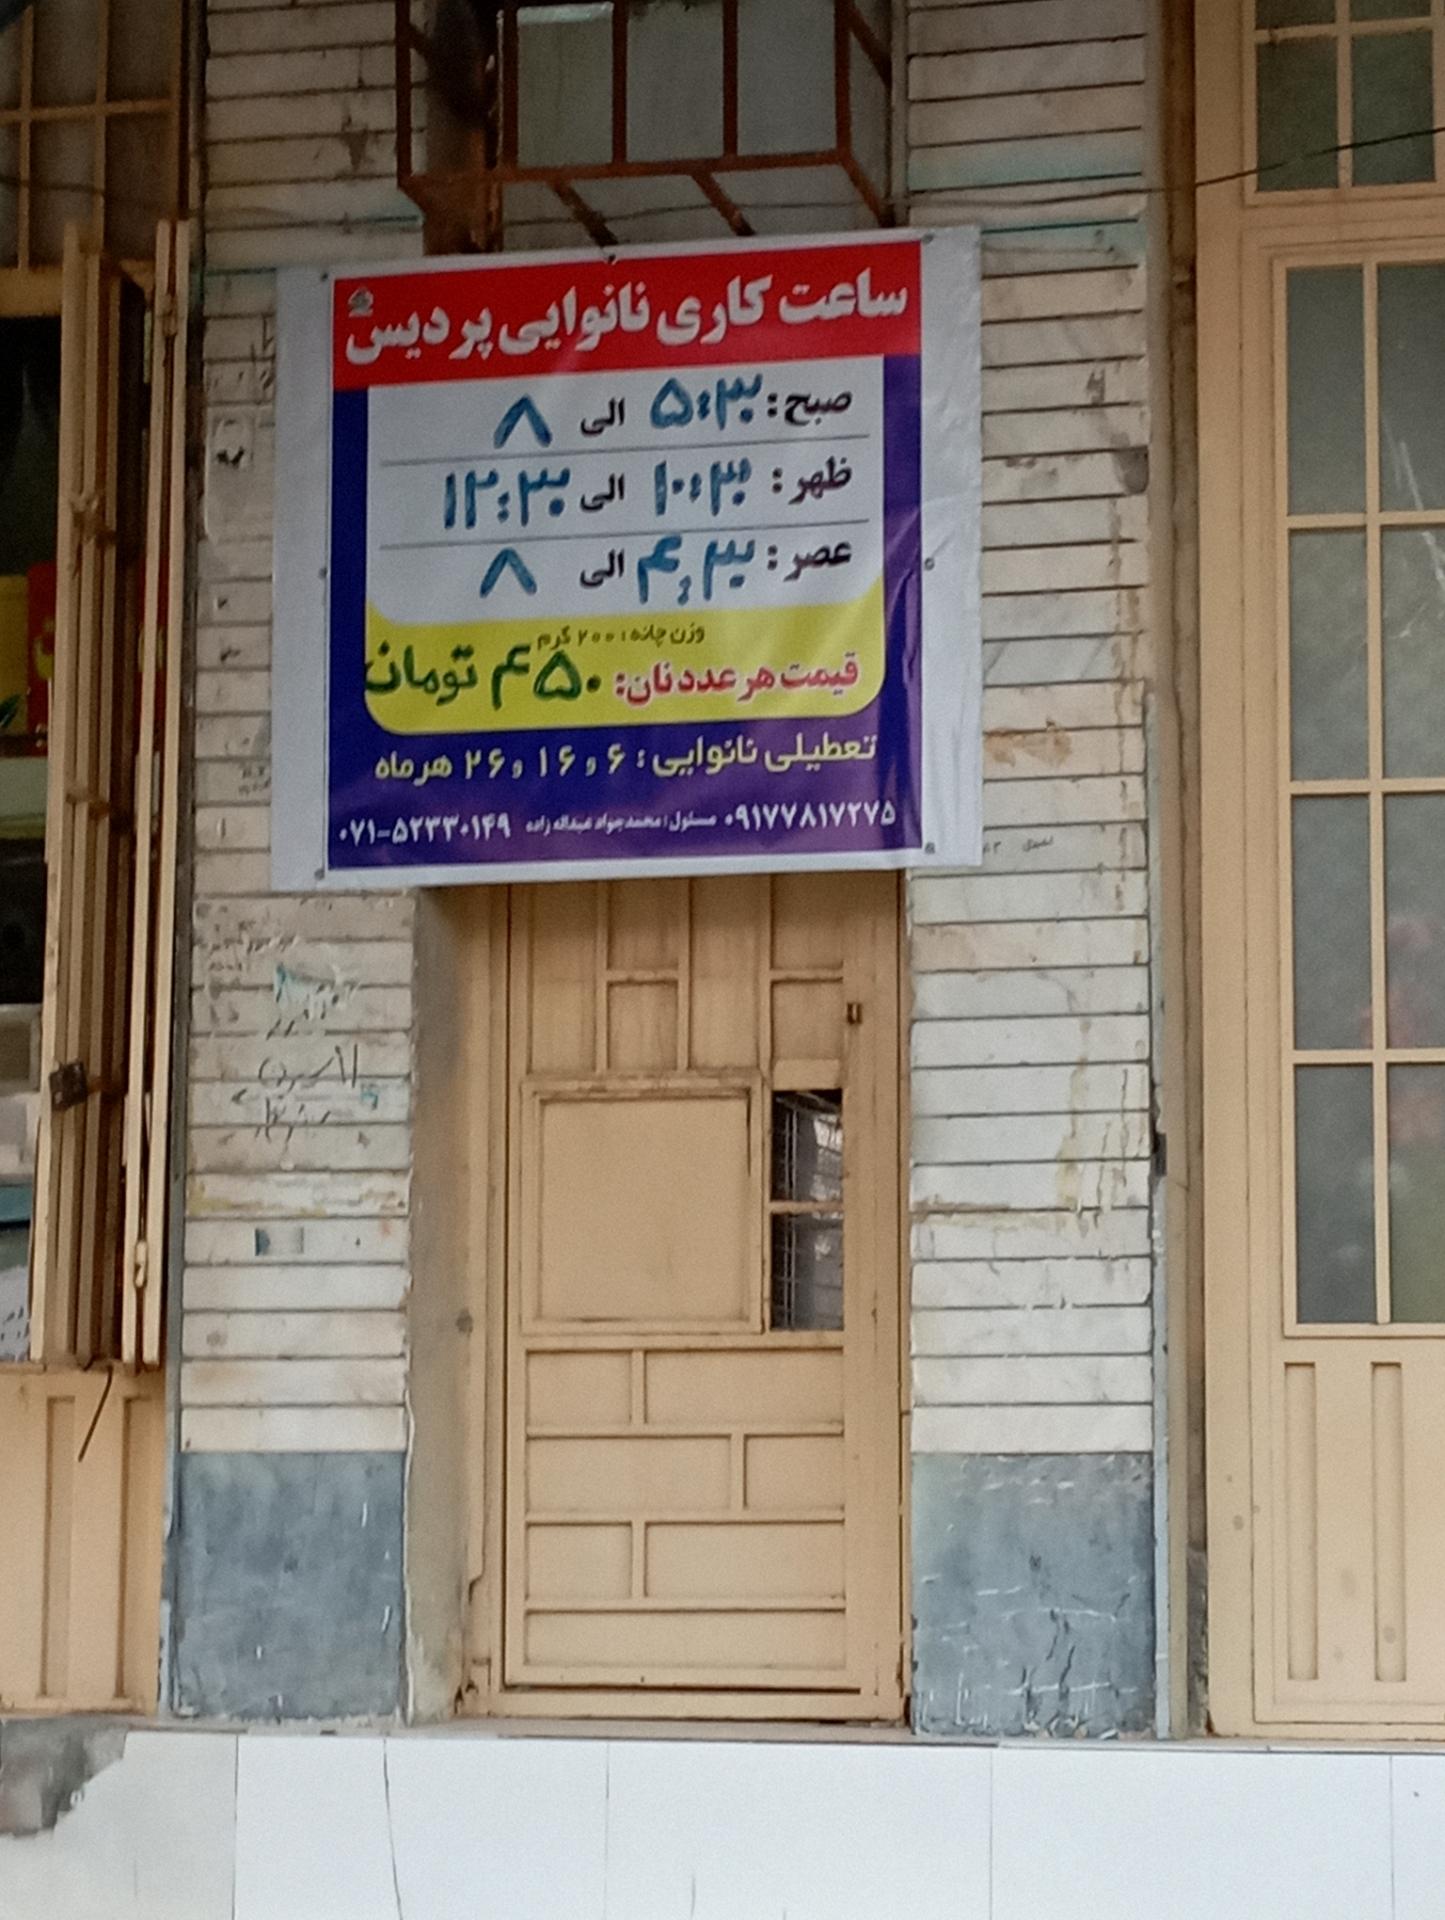 ساعت کاری نانوایی پردیس
صبح: ۵:۳۰ الی ۸
ظهر: ۱۰:۳۰ الی ۱۲:۳۰
عصر: ۴:۳۰ الی ۸
وزن چانه: ۲۰۰ گرم
قیمت هر عدد نان: ۴۵۰ تومان
تعطیلی نانوایی: ۶ و ۱۶ و ۲۶ هر ماه
۰۹۱۷۷۸۱۷۲۷۵ مسئول: محمدجواد عبداله زاده ۰۷۱-۵۲۳۳۰۱۴۹